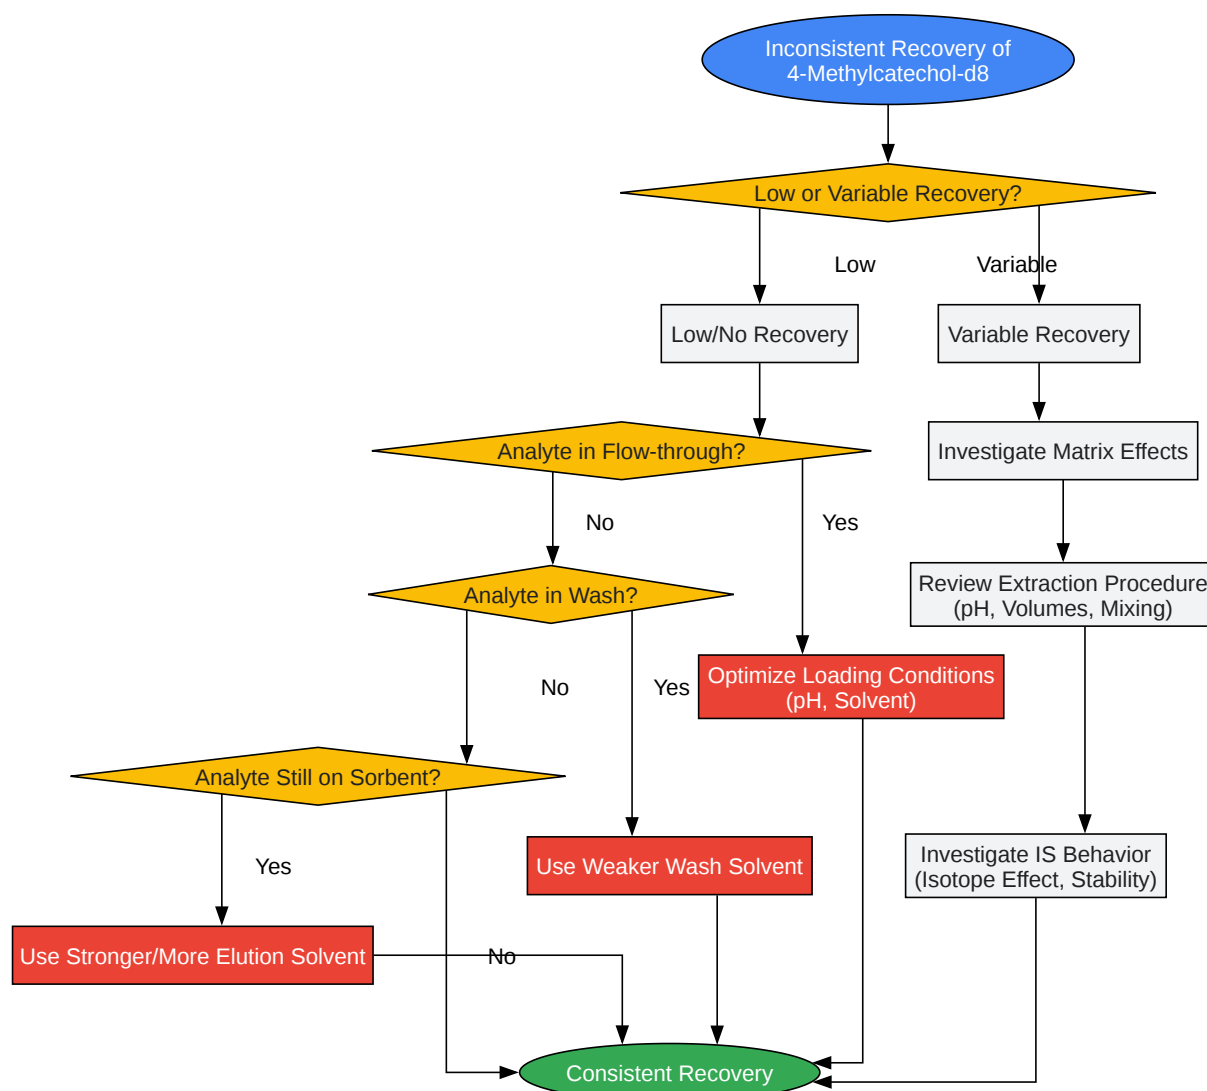 Inconsistent Recovery of
4-Methylcatechol-d8
Low or Variable Recovery?
Low
Variable
Low/No Recovery
Variable Recovery
Analyte in Flow-through?
Investigate Matrix Effects
No
Yes
Analyte in Wash?
Review Extraction Procedure
(pH, Volumes, Mixing)
No
Yes
Optimize Loading Conditions
(pH, Solvent)
Analyte Still on Sorbent?
Yes
Use Weaker Wash Solvent
Investigate IS Behavior
(Isotope Effect, Stability)
Use Stronger/More Elution Solvent
No
Consistent Recovery